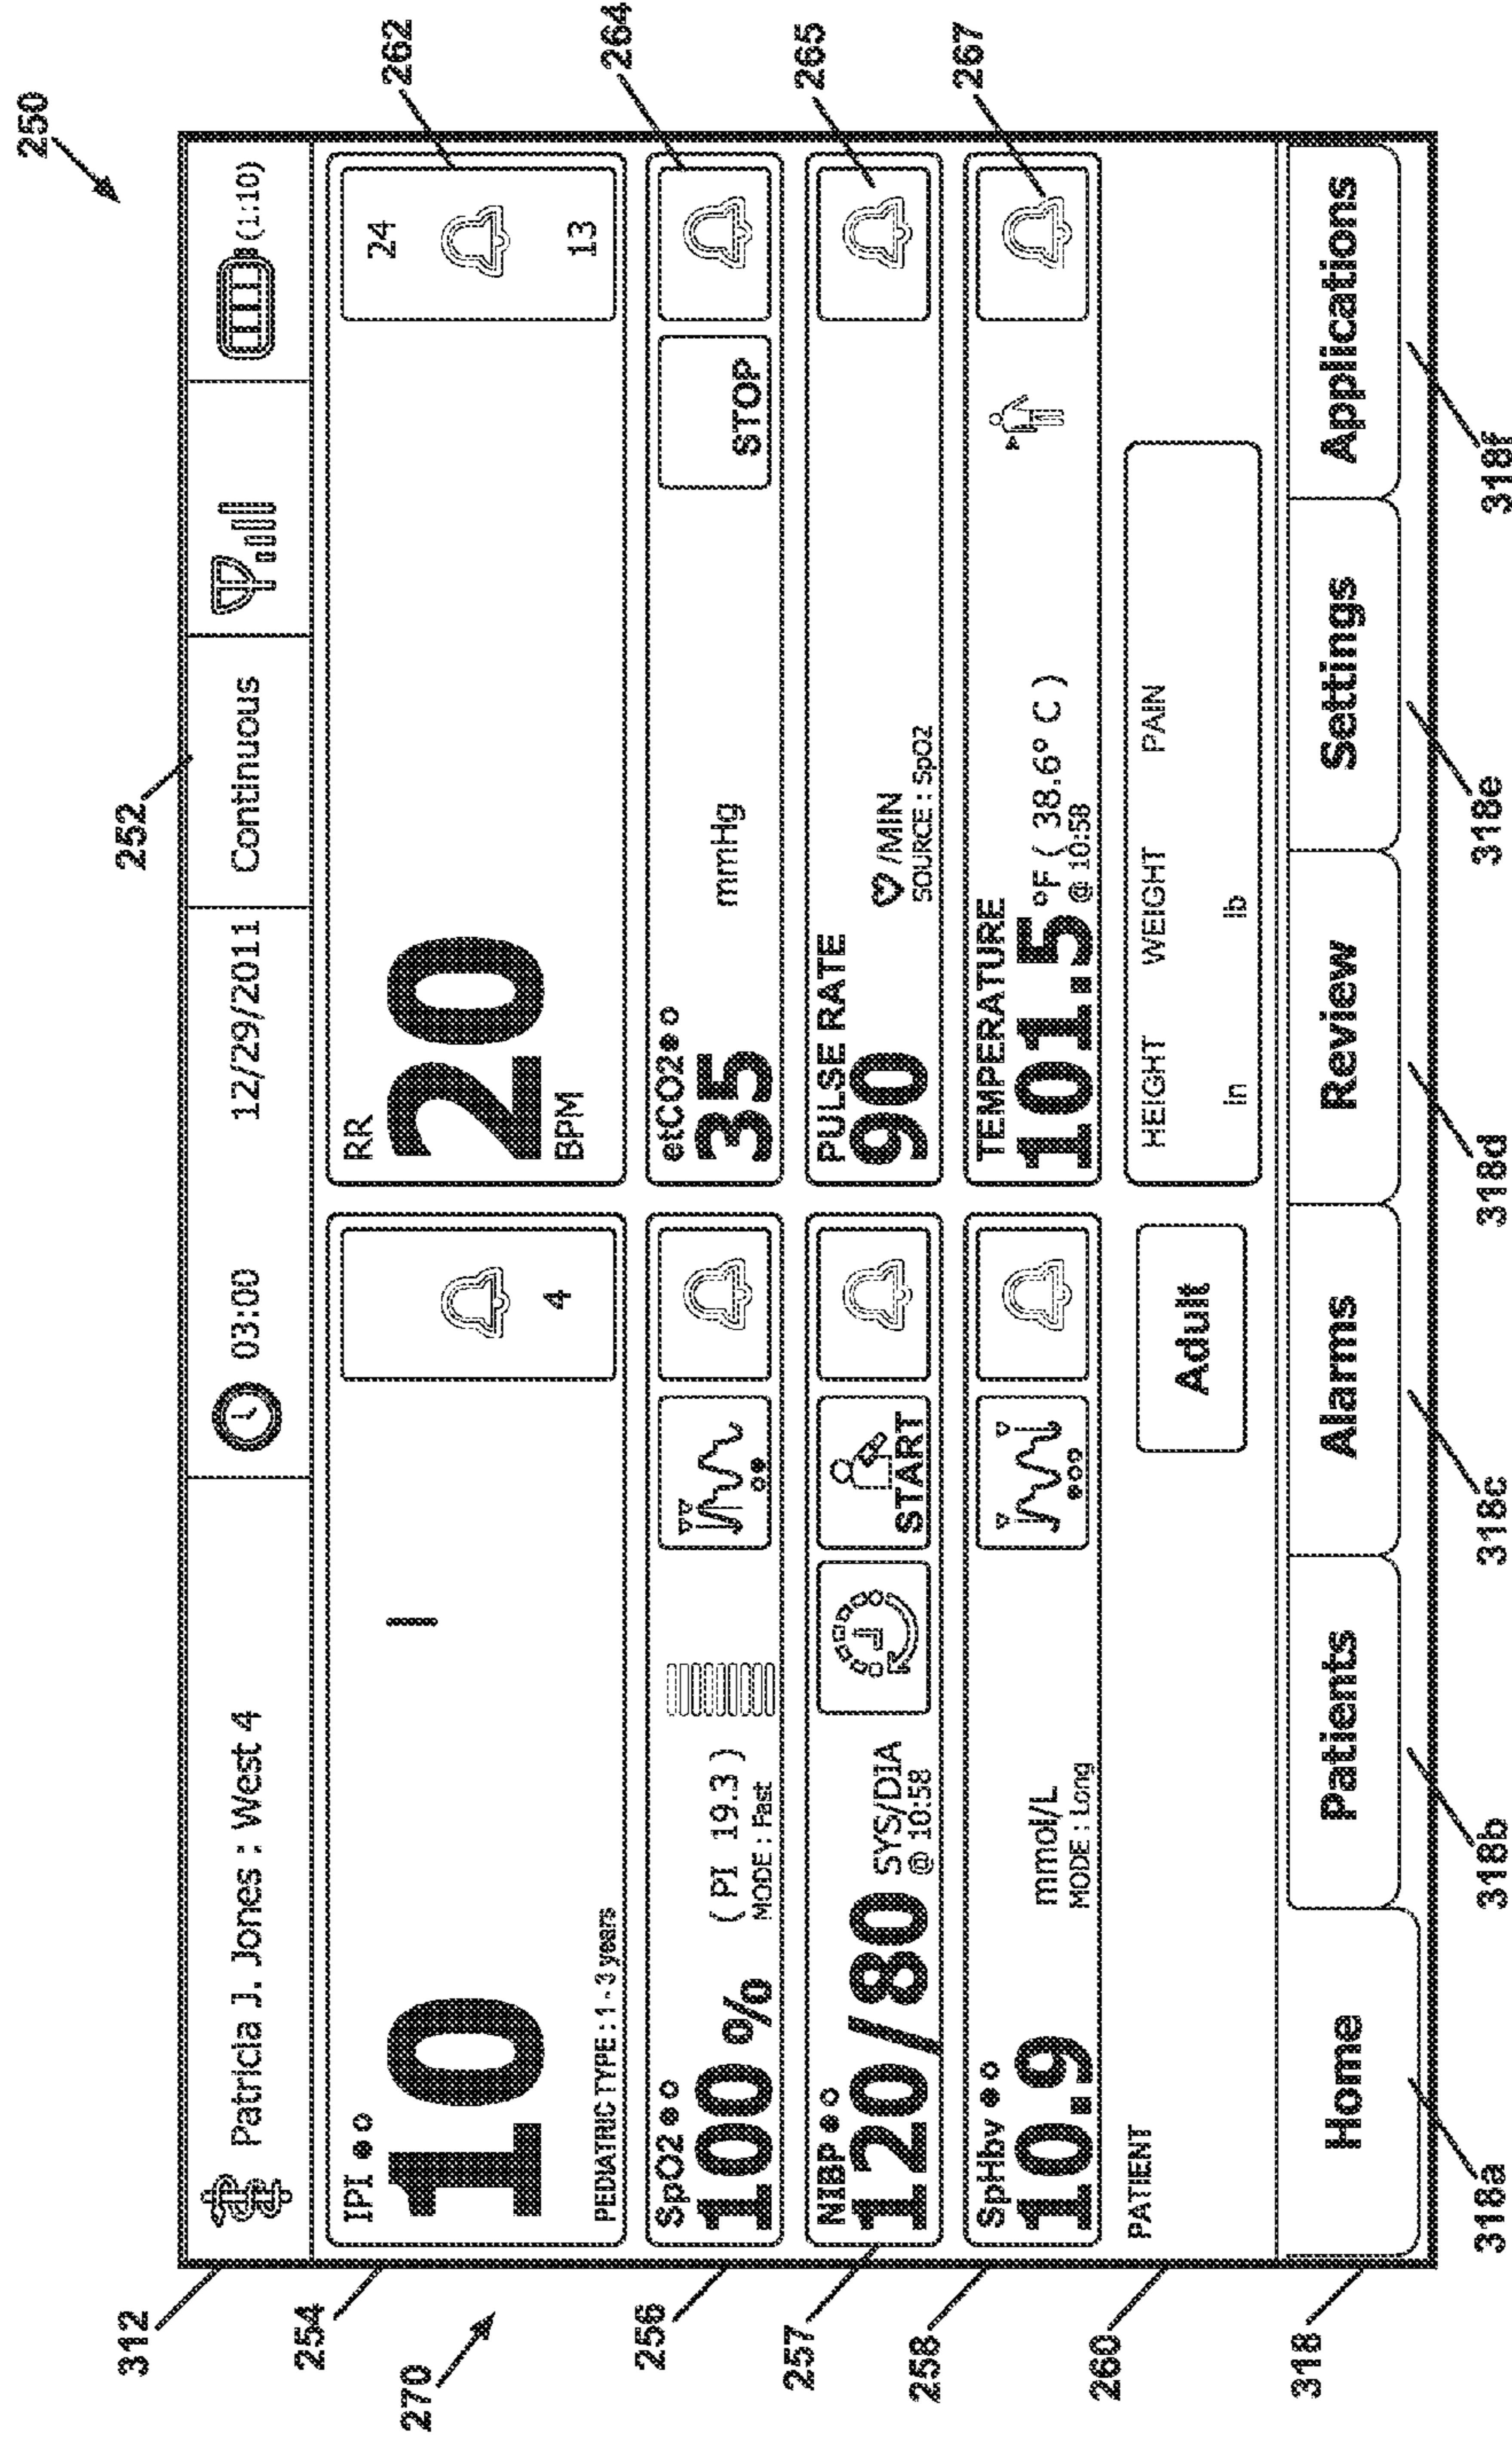 250
252
312
Patricia J. Jones : West 4
03:00
12/29/2011
Continuous
(1:10)
254
270
IPI
10
PEDIATRIC TYPE : 1 - 3 years
4
RR
20
BPM
24
13
262
256
SpO2
100 %
( PI 19.3 )
MODE : Fast
etCO2
35
mmHg
STOP
264
257
NIBP
120/80
SYS/DIA
@ 10:58
START
PULSE RATE
90
/MIN
SOURCE : SpO2
265
258
SpHbv
10.9
mmol/L
MODE : Long
TEMPERATURE
101.5
°F ( 38.6° C )
@ 10:58
267
260
PATIENT
Adult
HEIGHT WEIGHT PAIN
in lb
318
Home
Patients
Alarms
Review
Settings
Applications
318a
318b
318c
318d
318e
318f